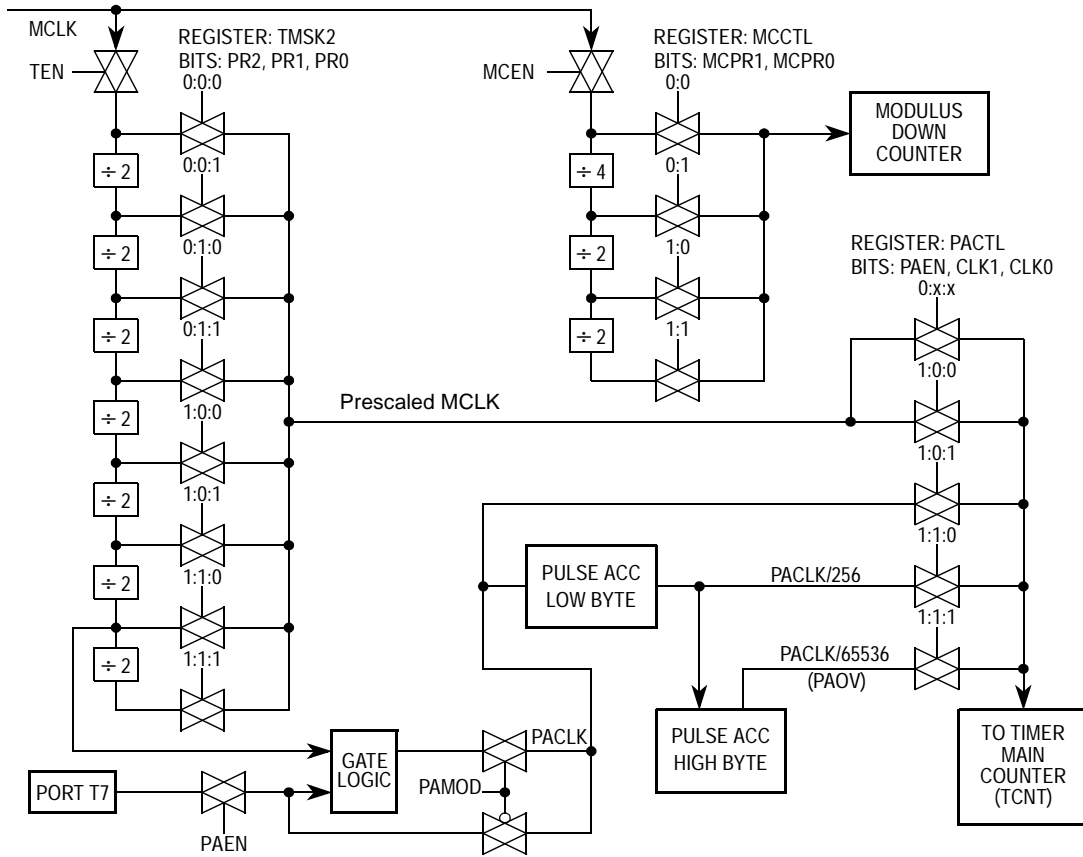 MCLK
TEN
REGISTER: TMSK2
BITS: PR2, PR1, PR0
0:0:0
÷ 2
0:0:1
÷ 2
0:1:0
÷ 2
0:1:1
÷ 2
1:0:0
÷ 2
1:0:1
÷ 2
1:1:0
÷ 2
1:1:1
MCEN
REGISTER: MCCTL
BITS: MCPR1, MCPR0
0:0
÷ 4
0:1
÷ 2
1:0
÷ 2
1:1
MODULUS
DOWN
COUNTER
REGISTER: PACTL
BITS: PAEN, CLK1, CLK0
0:x:x
1:0:0
Prescaled MCLK
1:0:1
1:1:0
PULSE ACC
LOW BYTE
PACLK/256
1:1:1
PACLK/65536
(PAOV)
PULSE ACC
HIGH BYTE
TO TIMER
MAIN
COUNTER
(TCNT)
GATE
LOGIC
PACLK
PAMOD
PORT T7
PAEN